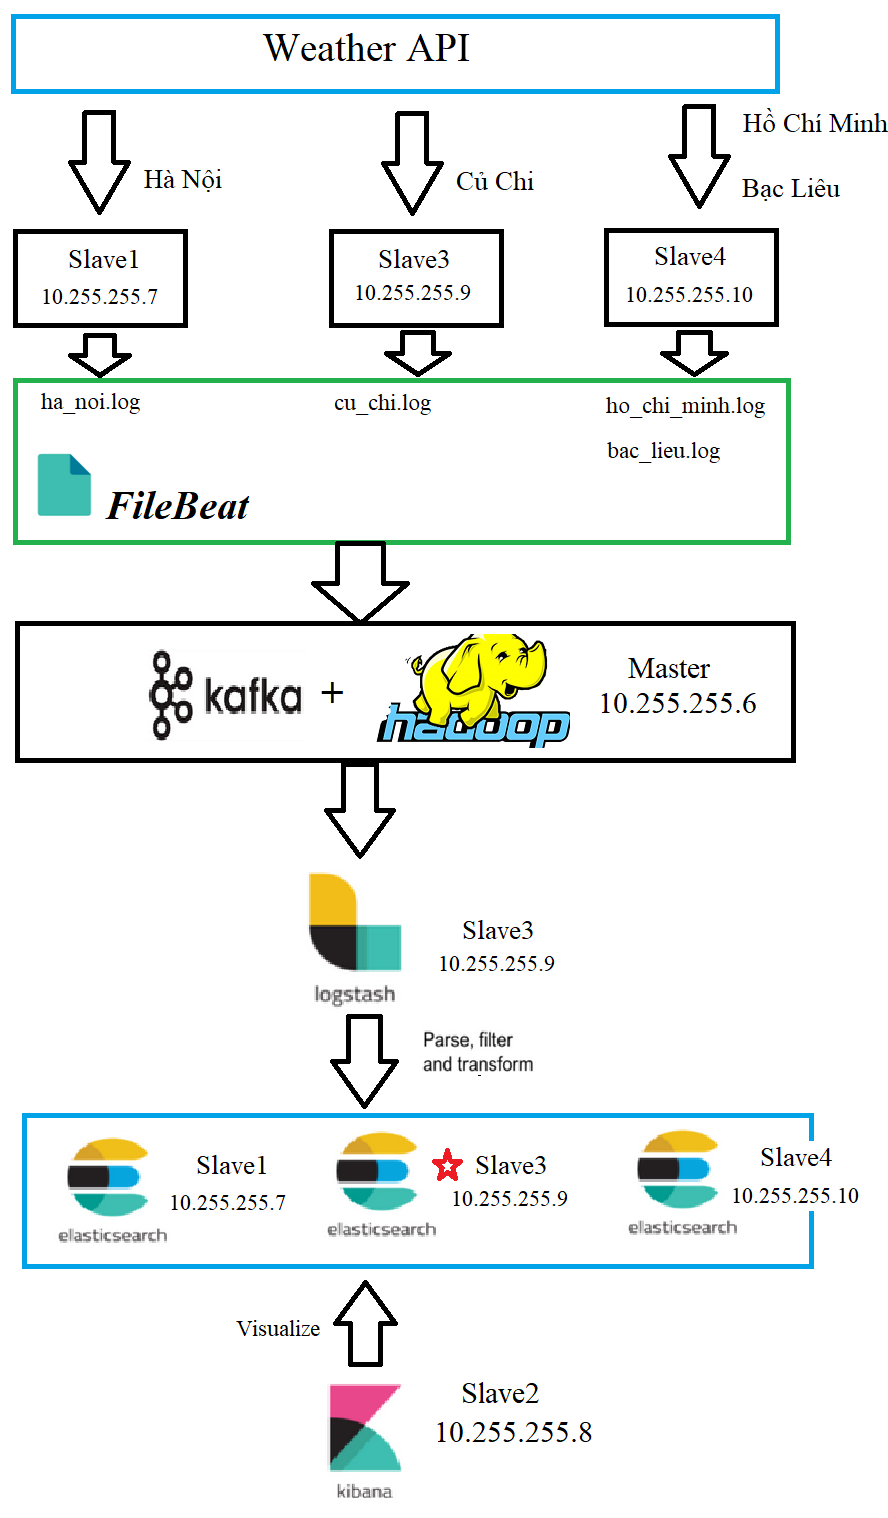 Weather API
Hà Nội
Củ Chi
Hồ Chí Minh
Bạc Liêu
Slave1
10.255.255.7
Slave3
10.255.255.9
Slave4
10.255.255.10
ha_noi.log
cu_chi.log
ho_chi_minh.log
bac_lieu.log
FileBeat
kafka
+
hadoop
Master
10.255.255.6
logstash
Slave3
10.255.255.9
Parse, filter
and transform
elasticsearch
Slave1
10.255.255.7
elasticsearch
Slave3
10.255.255.9
elasticsearch
Slave4
10.255.255.10
Visualize
kibana
Slave2
10.255.255.8